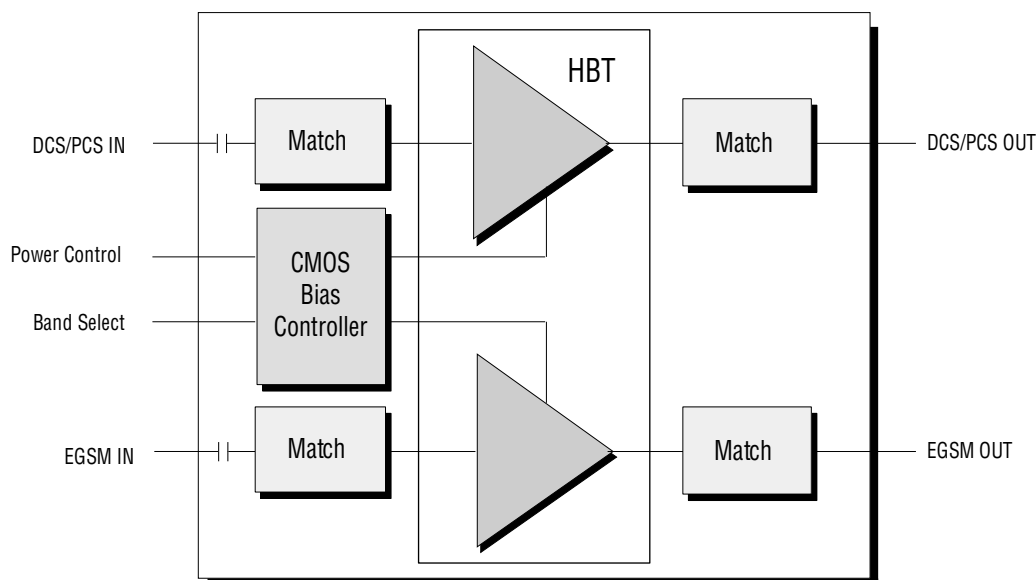 HBT
DCS/PCS IN
Match
Match
DCS/PCS OUT
Power Control
CMOS
Bias
Controller
Band Select
EGSM IN
Match
Match
EGSM OUT